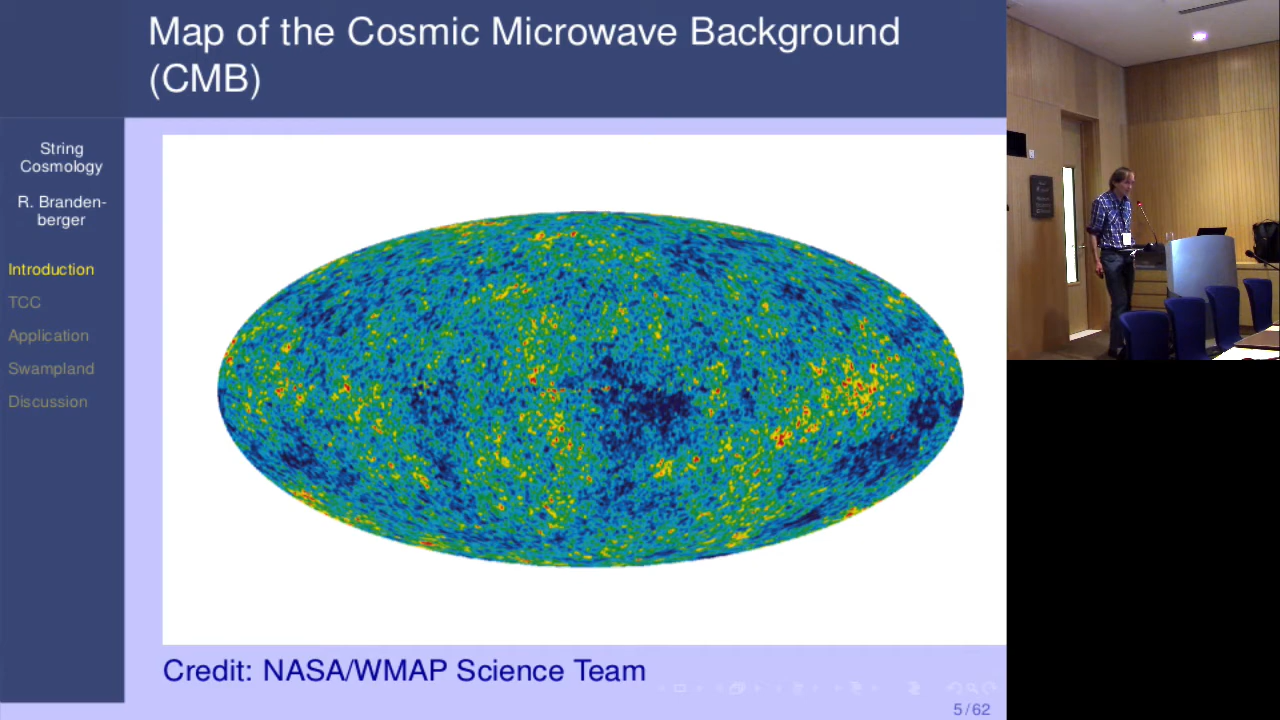 Map of the Cosmic Microwave Background
(CMB)
String
Cosmology
R. Branden-
berger
Introduction
TCC
Application
Swampland
Discussion
Credit: NASA/WMAP Science Team
5/62